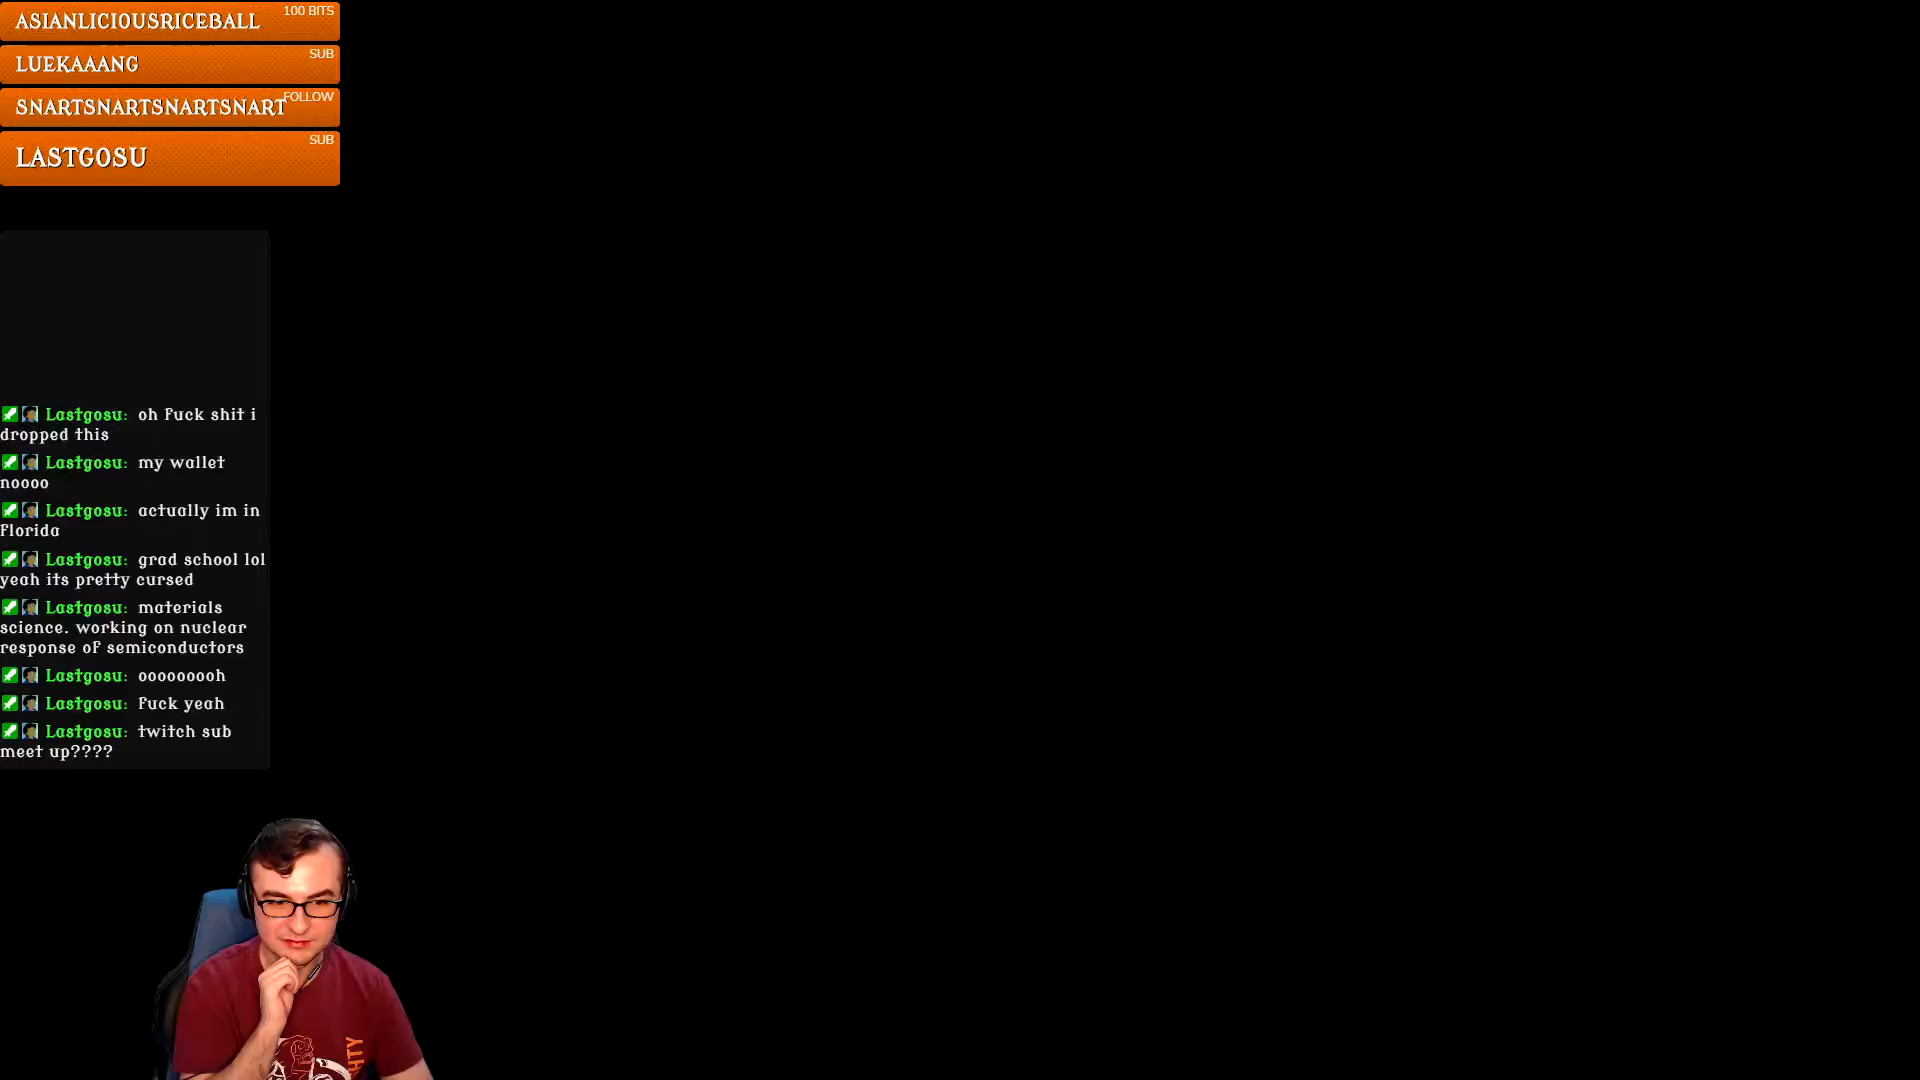 ASIANLICIOUSRICEBALL 100 BITS
LUEKAAANG SUB
SNARTSNARTSNARTSNART FOLLOW
LASTGOSU SUB
Lastgosu: oh fuck shit i
dropped this
Lastgosu: my wallet
noooo
Lastgosu: actually im in
florida
Lastgosu: grad school lol
yeah its pretty cursed
Lastgosu: materials
science. working on nuclear
response of semiconductors
Lastgosu: ooooooooh
Lastgosu: fuck yeah
Lastgosu: twitch sub
meet up????